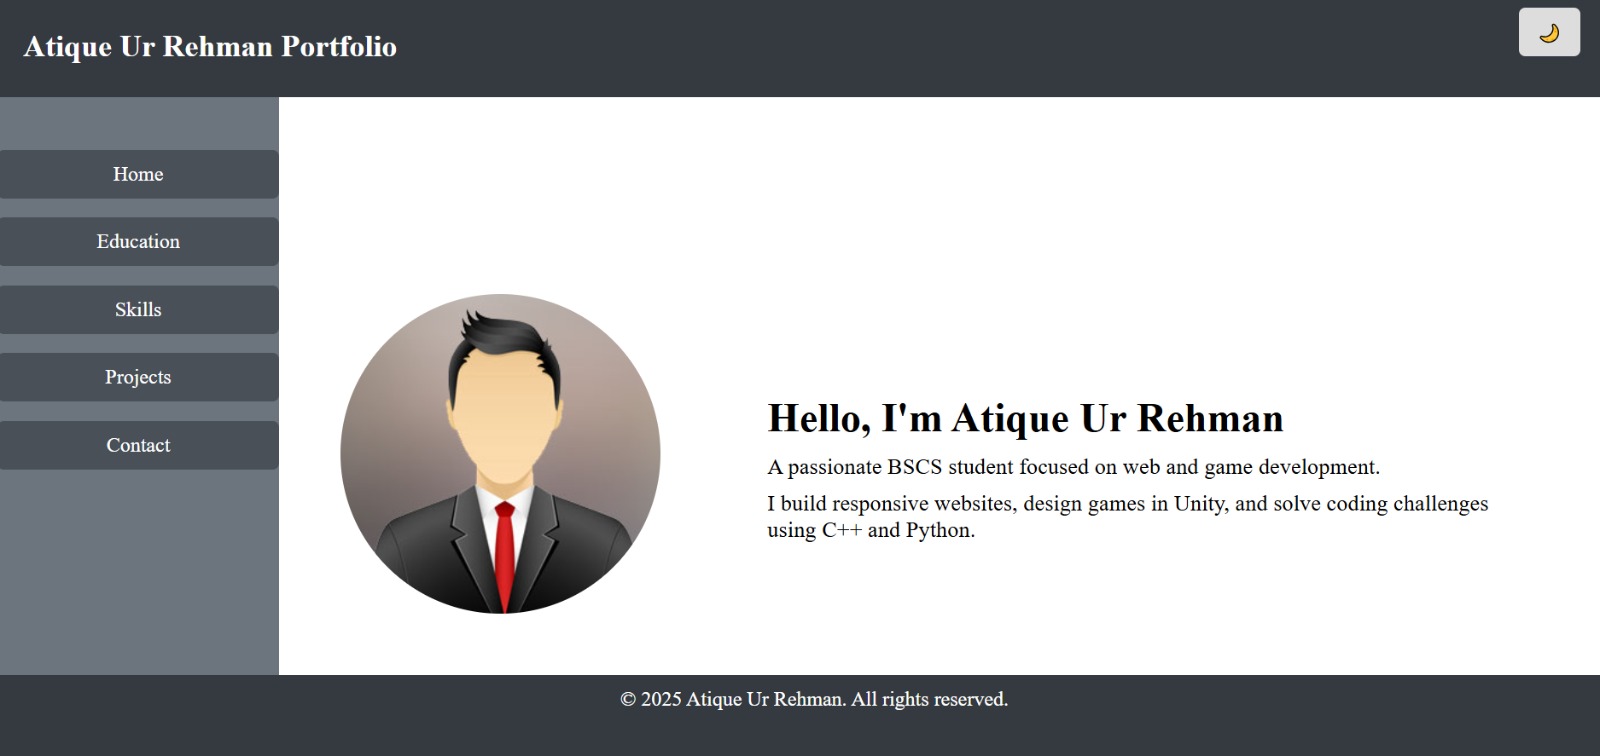 Atique Ur Rehman Portfolio
Home
Education
Skills
Projects
Contact
Hello, I'm Atique Ur Rehman
A passionate BSCS student focused on web and game development.
I build responsive websites, design games in Unity, and solve coding challenges
using C++ and Python.
© 2025 Atique Ur Rehman. All rights reserved.